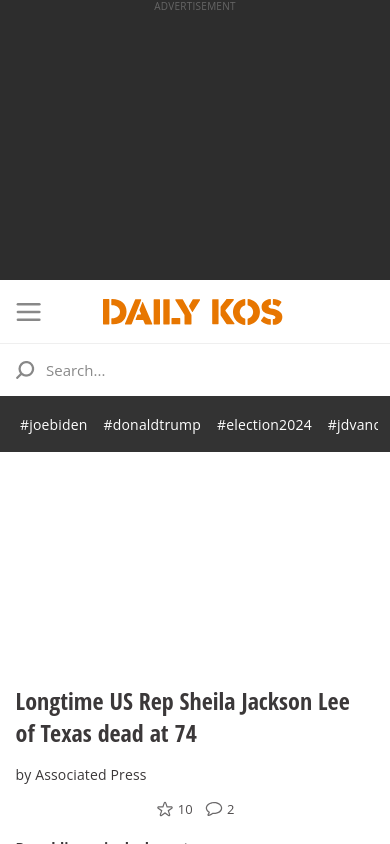 ADVERTISEMENT
DAILY KOS
Search...
#joebiden #donaldtrump #election2024 #jdvanc
Longtime US Rep Sheila Jackson Lee
of Texas dead at 74
by Associated Press
10 2